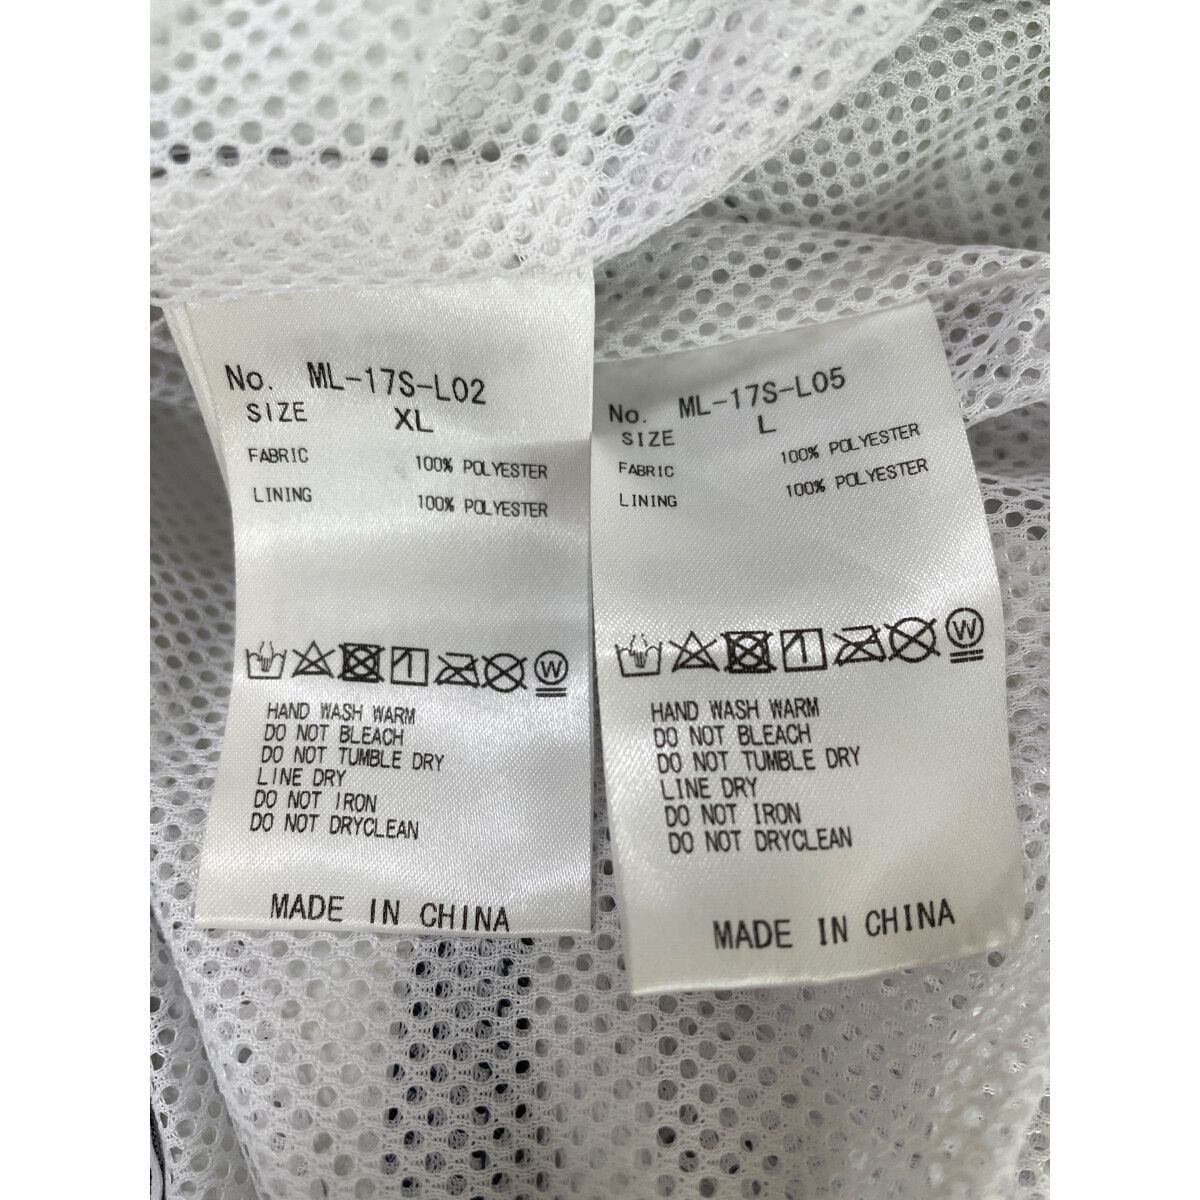 No. ML-17S-L02
SIZE XL
FABRIC 100% POLYESTER
LINING 100% POLYESTER
W
HAND WASH WARM
DO NOT BLEACH
DO NOT TUMBLE DRY
LINE DRY
DO NOT IRON
DO NOT DRYCLEAN
MADE IN CHINA
No. ML-17S-L05
SIZE L
FABRIC 100% POLYESTER
LINING 100% POLYESTER
W
HAND WASH WARM
DO NOT BLEACH
DO NOT TUMBLE DRY
LINE DRY
DO NOT IRON
DO NOT DRYCLEAN
MADE IN CHINA